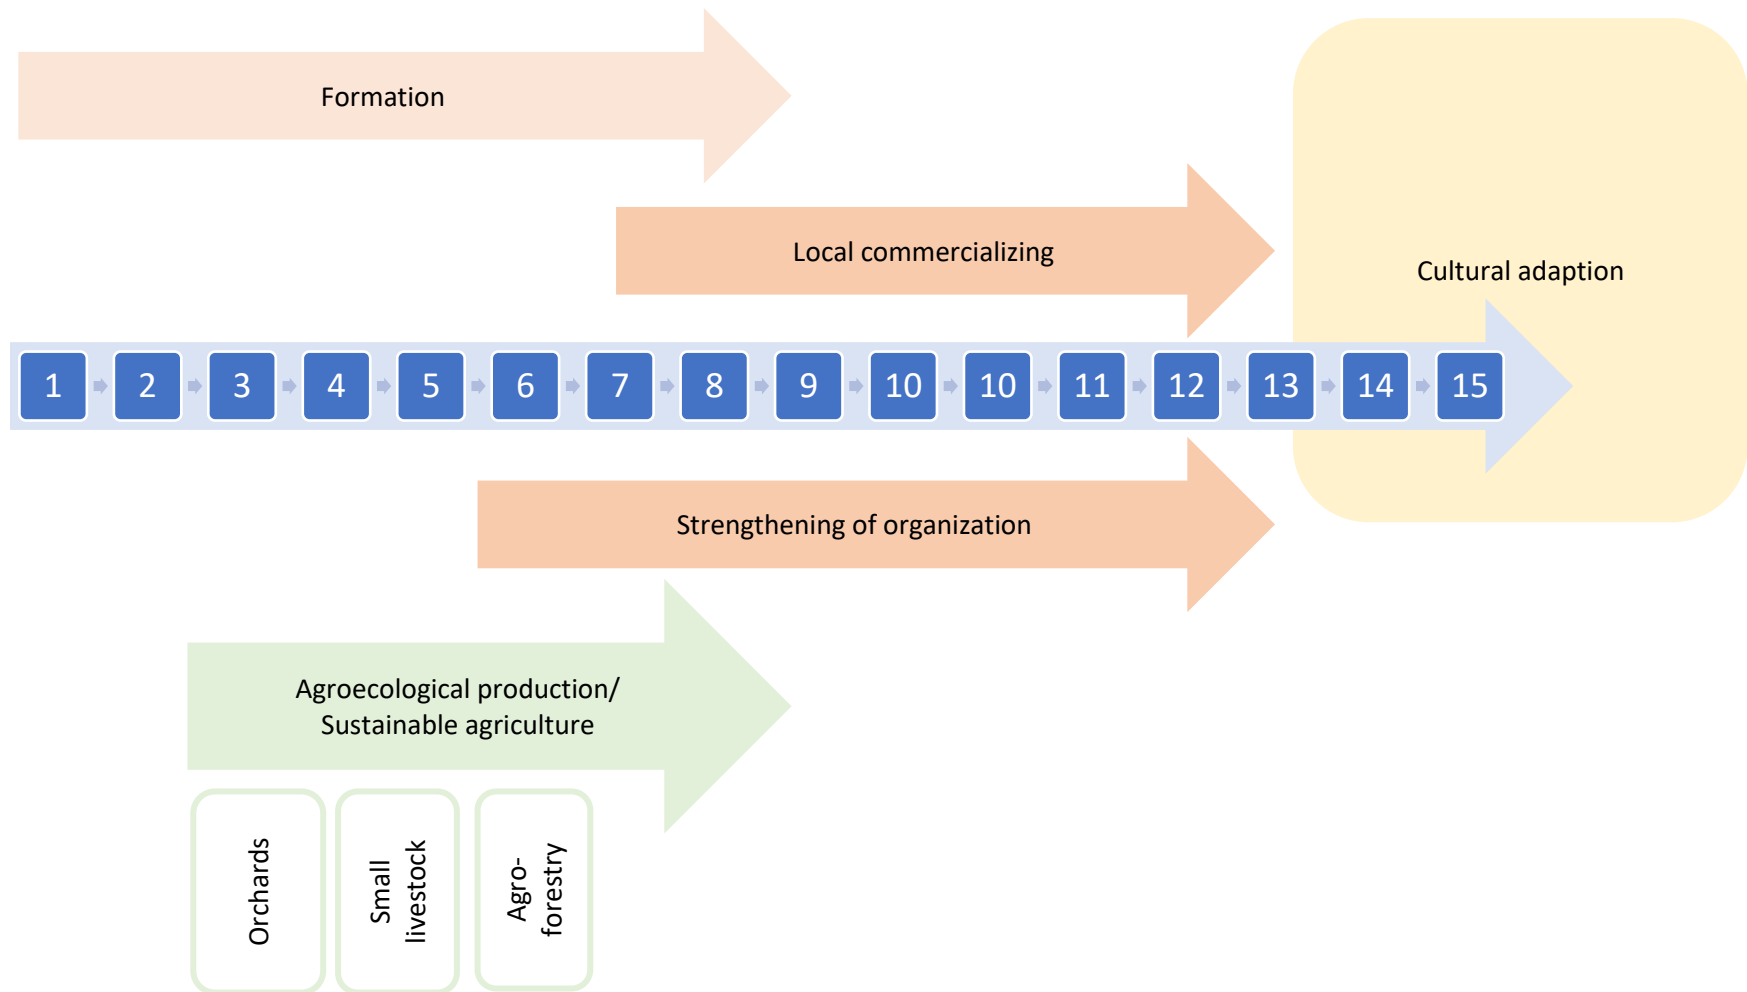 Formation
Local commercializing
Cultural adaption
1 2 3 4 5 6 7 8 9 10 10 11 12 13 14 15
Strengthening of organization
Agroecological production/
Sustainable agriculture
Orchards
Small
livestock
Agro-
forestry